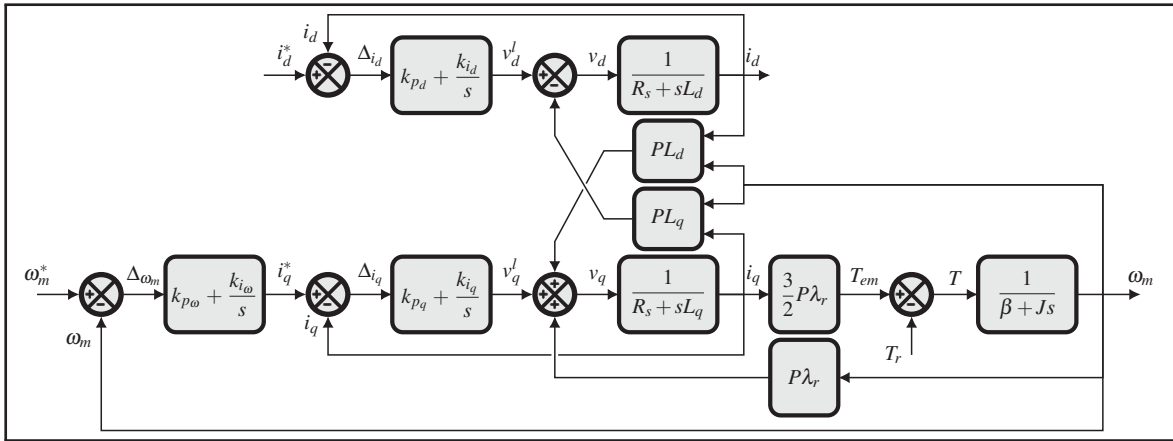 i_d
i_d^* Δ_{i_d} k_{p_d} + \frac{k_{i_d}}{s} v_d^l v_d \frac{1}{R_s + sL_d} i_d
+ −
+ −
PL_d
PL_q
ω_m^* Δ_{ω_m} k_{p_ω} + \frac{k_{i_ω}}{s} i_q^* Δ_{i_q} k_{p_q} + \frac{k_{i_q}}{s} v_q^l v_q \frac{1}{R_s + sL_q} i_q \frac{3}{2}Pλ_r T_{em} T \frac{1}{β + Js} ω_m
+ −
+ −
+ + +
+ −
ω_m
i_q
T_r
Pλ_r